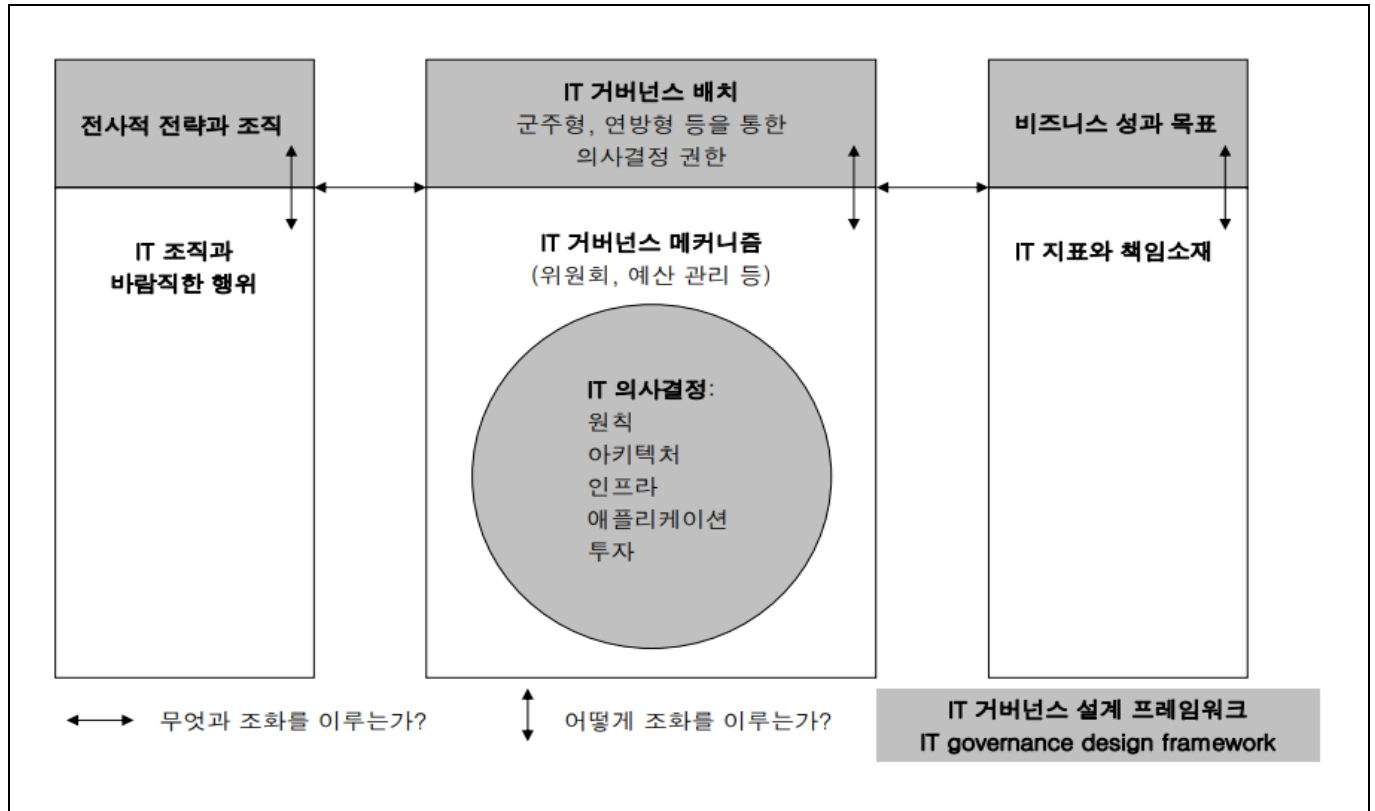 전사적 전략과 조직
IT 조직과
바람직한 행위
IT 거버넌스 배치
군주형, 연방형 등을 통한
의사결정 권한
IT 거버넌스 메커니즘
(위원회, 예산 관리 등)
IT 의사결정:
원칙
아키텍처
인프라
애플리케이션
투자
비즈니스 성과 목표
IT 지표와 책임소재
무엇과 조화를 이루는가?
어떻게 조화를 이루는가?
IT 거버넌스 설계 프레임워크
IT governance design framework